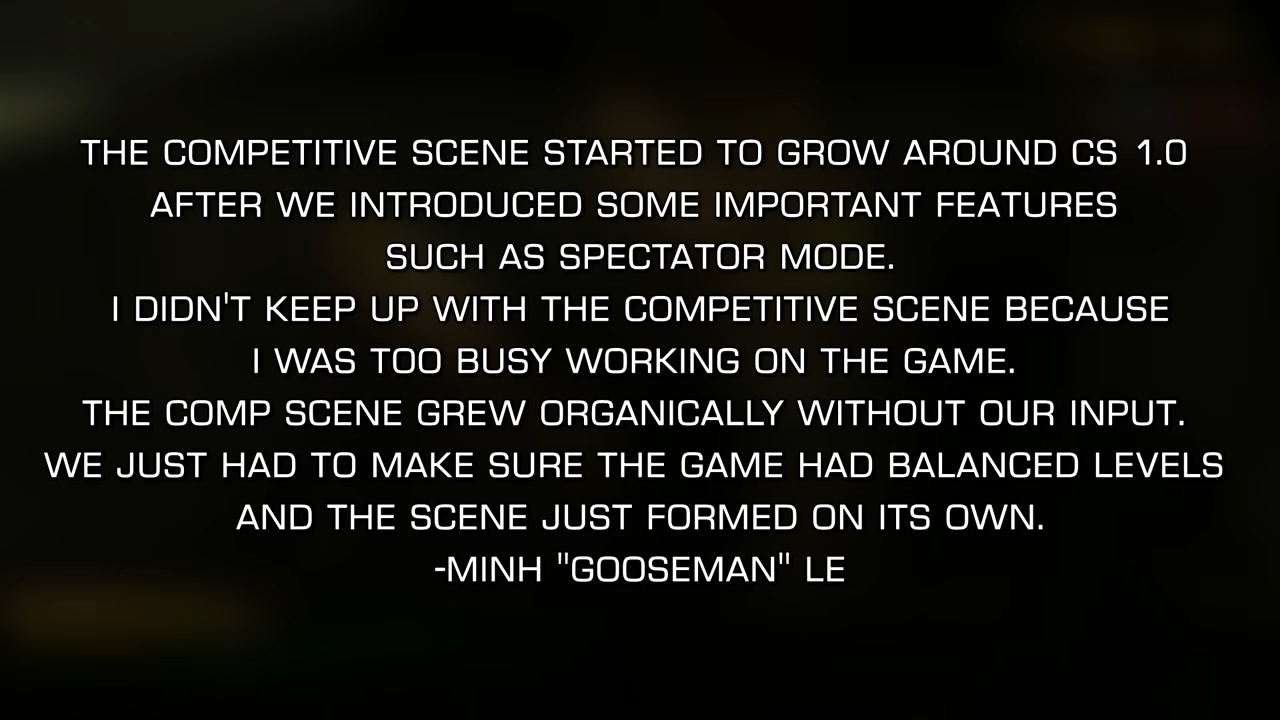 THE COMPETITIVE SCENE STARTED TO GROW AROUND CS 1.0
AFTER WE INTRODUCED SOME IMPORTANT FEATURES
SUCH AS SPECTATOR MODE.
I DIDN'T KEEP UP WITH THE COMPETITIVE SCENE BECAUSE
I WAS TOO BUSY WORKING ON THE GAME.
THE COMP SCENE GREW ORGANICALLY WITHOUT OUR INPUT.
WE JUST HAD TO MAKE SURE THE GAME HAD BALANCED LEVELS
AND THE SCENE JUST FORMED ON ITS OWN.
-MINH "GOOSEMAN" LE